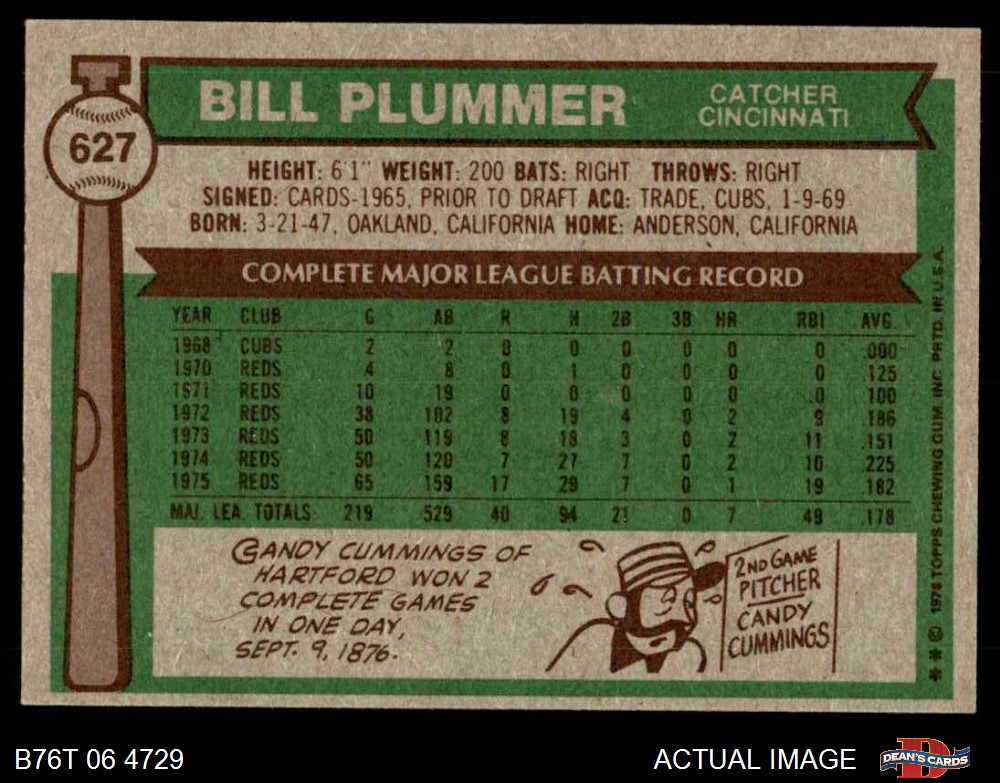 627
BILL PLUMMER
CATCHER
CINCINNATI
HEIGHT: 6'1" WEIGHT: 200 BATS: RIGHT THROWS: RIGHT
SIGNED: CARDS-1965, PRIOR TO DRAFT ACQ: TRADE, CUBS, 1-9-69
BORN: 3-21-47, OAKLAND, CALIFORNIA HOME: ANDERSON, CALIFORNIA
COMPLETE MAJOR LEAGUE BATTING RECORD
YEAR CLUB G AB R H 2B 3B HR RBI AVG.
1968 CUBS 2 2 0 0 0 0 0 0 .000
1970 REDS 4 8 0 1 0 0 0 0 .125
1971 REDS 10 19 0 0 0 0 0 .0 .100
1972 REDS 38 102 8 19 4 0 2 9 .186
1973 REDS 50 119 8 18 3 0 2 11 .151
1974 REDS 50 120 7 27 7 0 2 10 .225
1975 REDS 65 159 17 29 7 0 1 19 .182
MAJ. LEA. TOTALS 219 529 40 94 21 0 7 49 .178
CANDY CUMMINGS OF
HARTFORD WON 2
COMPLETE GAMES
IN ONE DAY,
SEPT. 9, 1876.
2ND GAME
PITCHER
CANDY
CUMMINGS
**© 1976 TOPPS CHEWING GUM, INC. PRTD. IN U.S.A.
B76T 06 4729
ACTUAL IMAGE
D
DEAN'S CARDS